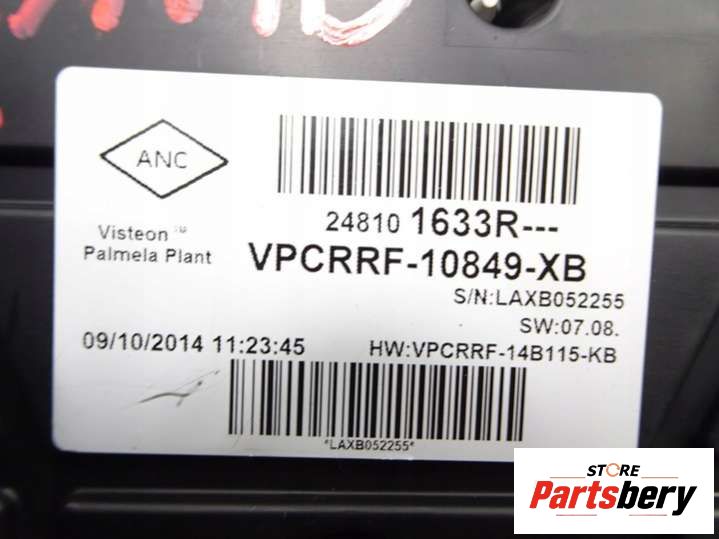 ANC
24810 1633R---
Visteon
Palmela Plant
VPCRRF-10849-XB
S/N:LAXB052255
SW:07.08.
09/10/2014 11:23:45
HW:VPCRRF-14B115-KB
*LAXB052255*
STORE
Partsbery